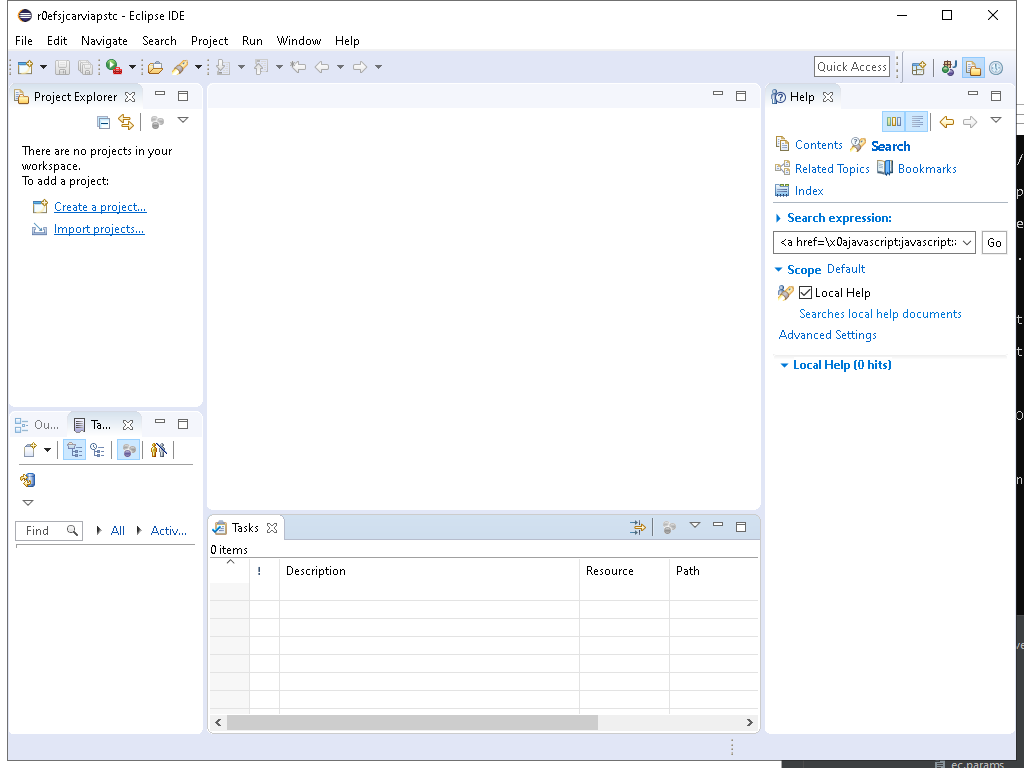 r0efsjcarviapstc - Eclipse IDE
File Edit Navigate Search Project Run Window Help
Quick Access
Project Explorer
There are no projects in your
workspace.
To add a project:
Create a project...
Import projects...
Ou...
Ta...
Find
All
Activ...
Tasks
0 items
! Description Resource Path
Help
Contents Search
Related Topics Bookmarks
Index
Search expression:
<a href=\x0ajavascript:javascript:
Go
Scope Default
Local Help
Searches local help documents
Advanced Settings
Local Help (0 hits)
ec.params